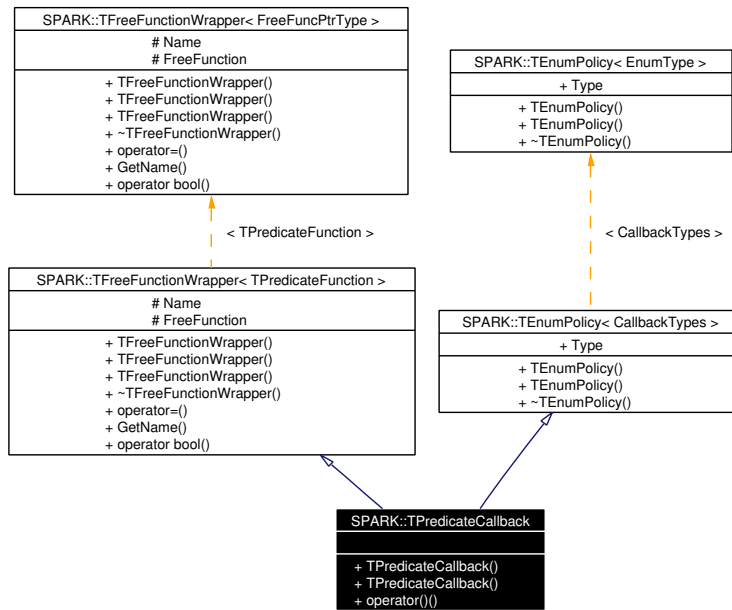 SPARK::TFreeFunctionWrapper< FreeFuncPtrType >
# Name
# FreeFunction
+ TFreeFunctionWrapper()
+ TFreeFunctionWrapper()
+ TFreeFunctionWrapper()
+ ~TFreeFunctionWrapper()
+ operator=()
+ GetName()
+ operator bool()
SPARK::TEnumPolicy< EnumType >
+ Type
+ TEnumPolicy()
+ TEnumPolicy()
+ ~TEnumPolicy()
< TPredicateFunction >
< CallbackTypes >
SPARK::TFreeFunctionWrapper< TPredicateFunction >
# Name
# FreeFunction
+ TFreeFunctionWrapper()
+ TFreeFunctionWrapper()
+ TFreeFunctionWrapper()
+ ~TFreeFunctionWrapper()
+ operator=()
+ GetName()
+ operator bool()
SPARK::TEnumPolicy< CallbackTypes >
+ Type
+ TEnumPolicy()
+ TEnumPolicy()
+ ~TEnumPolicy()
SPARK::TPredicateCallback
+ TPredicateCallback()
+ TPredicateCallback()
+ operator()()